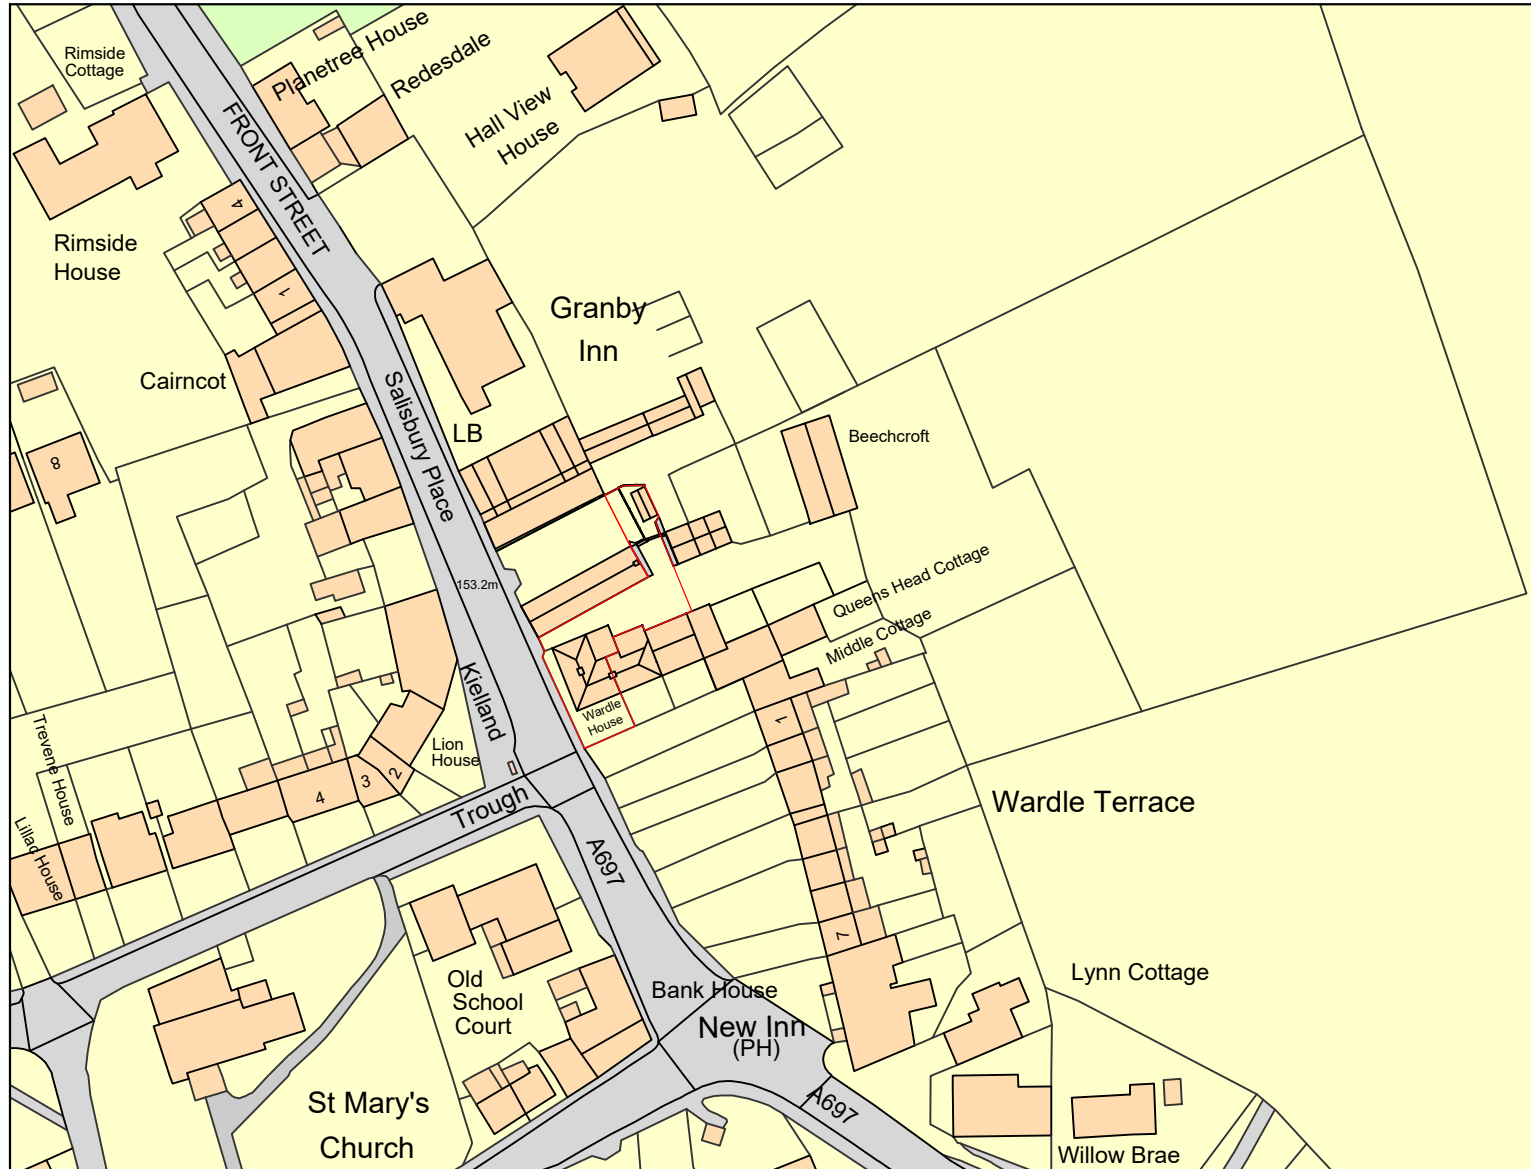 Rimside
Cottage
Planetree House
Redesdale
Hall View
House
FRONT STREET
4
Rimside
House
1
Granby
Inn
Cairncot
Salisbury Place
LB
Beechcroft
8
153.2m
Queens Head Cottage
Middle Cottage
Kielland
Wardle
House
1
Trevene House
Lion
House
2
3
4
Trough
Wardle Terrace
Lillac House
A697
7
Old
School
Court
Bank House
Lynn Cottage
New Inn
(PH)
St Mary's
Church
A697
Willow Brae